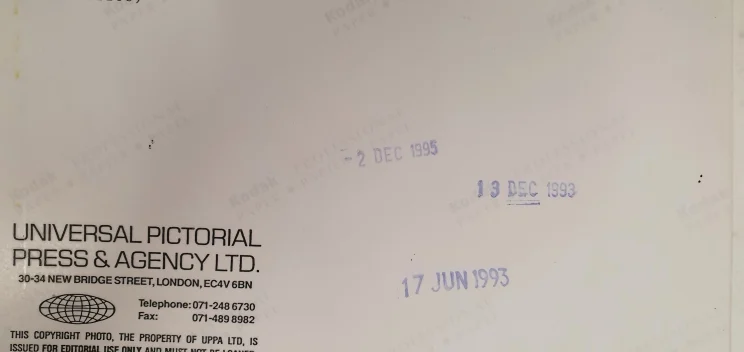 - 2 DEC 1995
13 DEC 1993
17 JUN 1993
UNIVERSAL PICTORIAL
PRESS & AGENCY LTD.
30-34 NEW BRIDGE STREET, LONDON, EC4V 6BN
Telephone: 071-248 6730
Fax: 071-489 8982
THIS COPYRIGHT PHOTO, THE PROPERTY OF UPPA LTD, IS
ISSUED FOR EDITORIAL USE ONLY AND MUST NOT BE LOANED